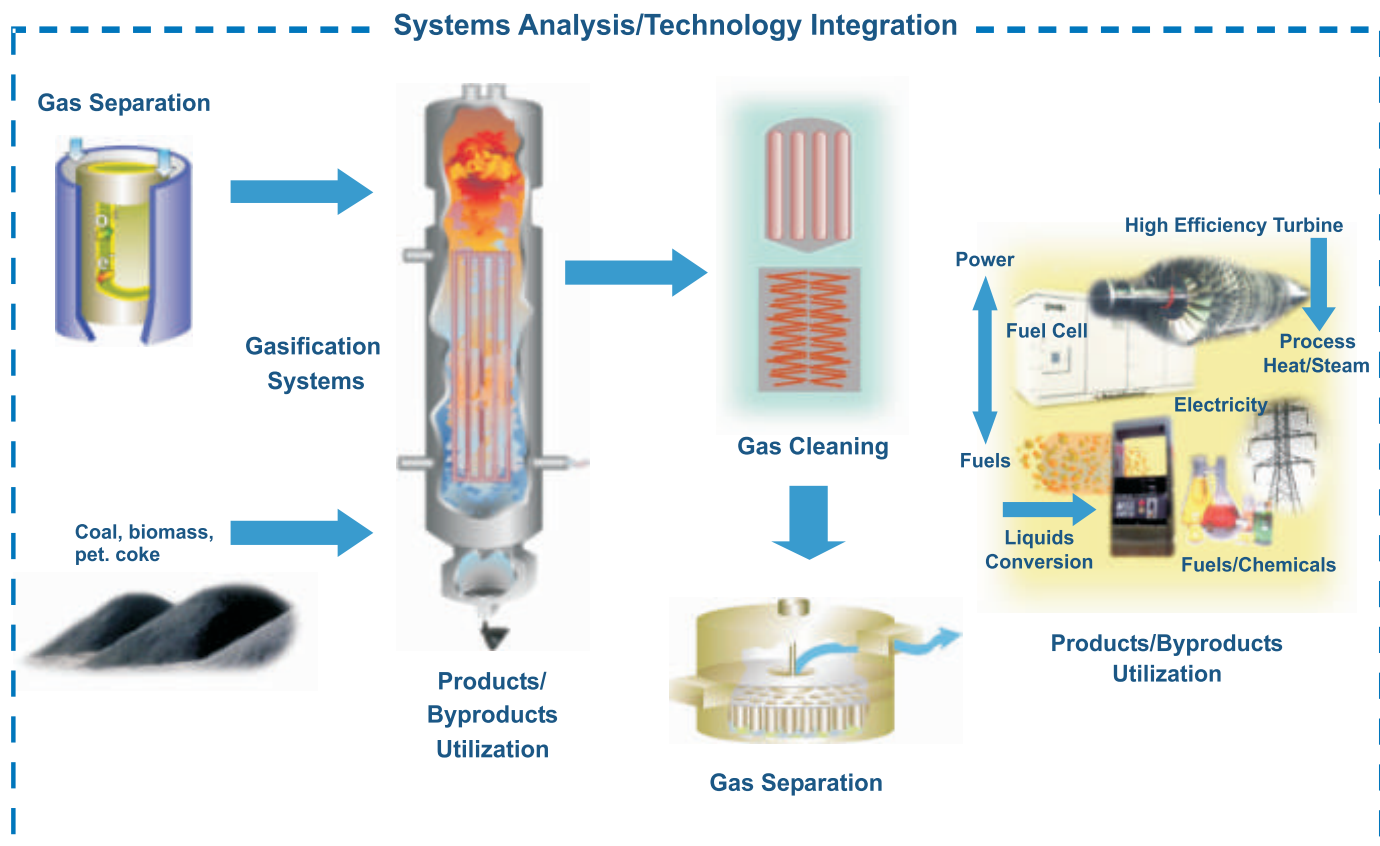 Systems Analysis/Technology Integration
Gas Separation
Gasification
Systems
Coal, biomass,
pet. coke
Products/
Byproducts
Utilization
Gas Cleaning
Gas Separation
High Efficiency Turbine
Power
Fuel Cell
Process
Heat/Steam
Electricity
Fuels
Liquids
Conversion
Fuels/Chemicals
Products/Byproducts
Utilization